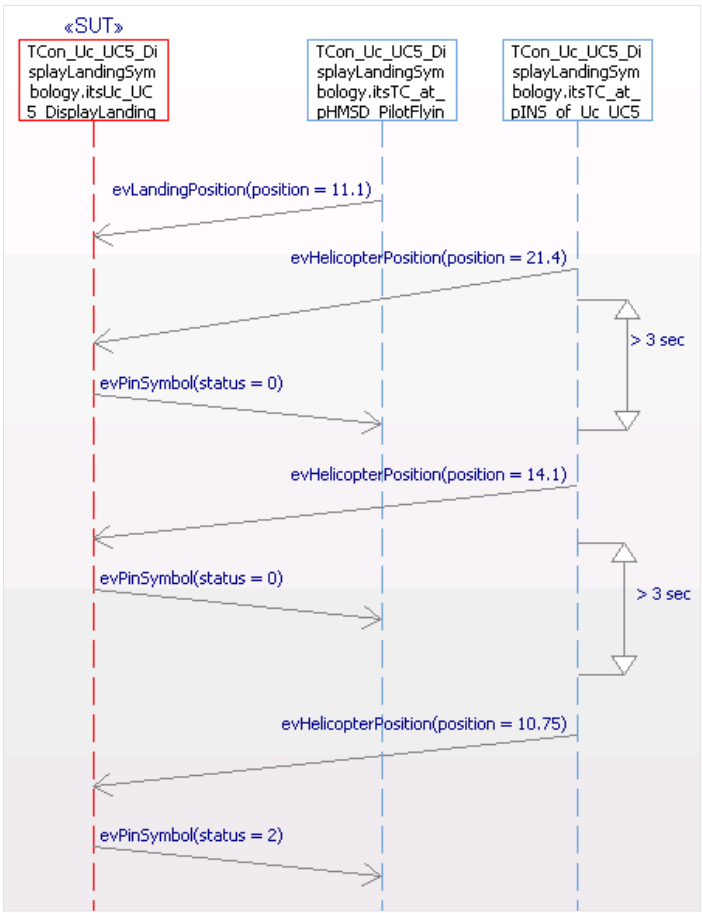 «SUT»
TCon_Uc_UC5_Di
splayLandingSym
bology.itsUc_UC
5_DisplayLanding
TCon_Uc_UC5_Di
splayLandingSym
bology.itsTC_at_
pHMSD_PilotFlyin
TCon_Uc_UC5_Di
splayLandingSym
bology.itsTC_at_
pINS_of_Uc_UC5
evLandingPosition(position = 11.1)
evHelicopterPosition(position = 21.4)
> 3 sec
evPinSymbol(status = 0)
evHelicopterPosition(position = 14.1)
evPinSymbol(status = 0)
> 3 sec
evHelicopterPosition(position = 10.75)
evPinSymbol(status = 2)